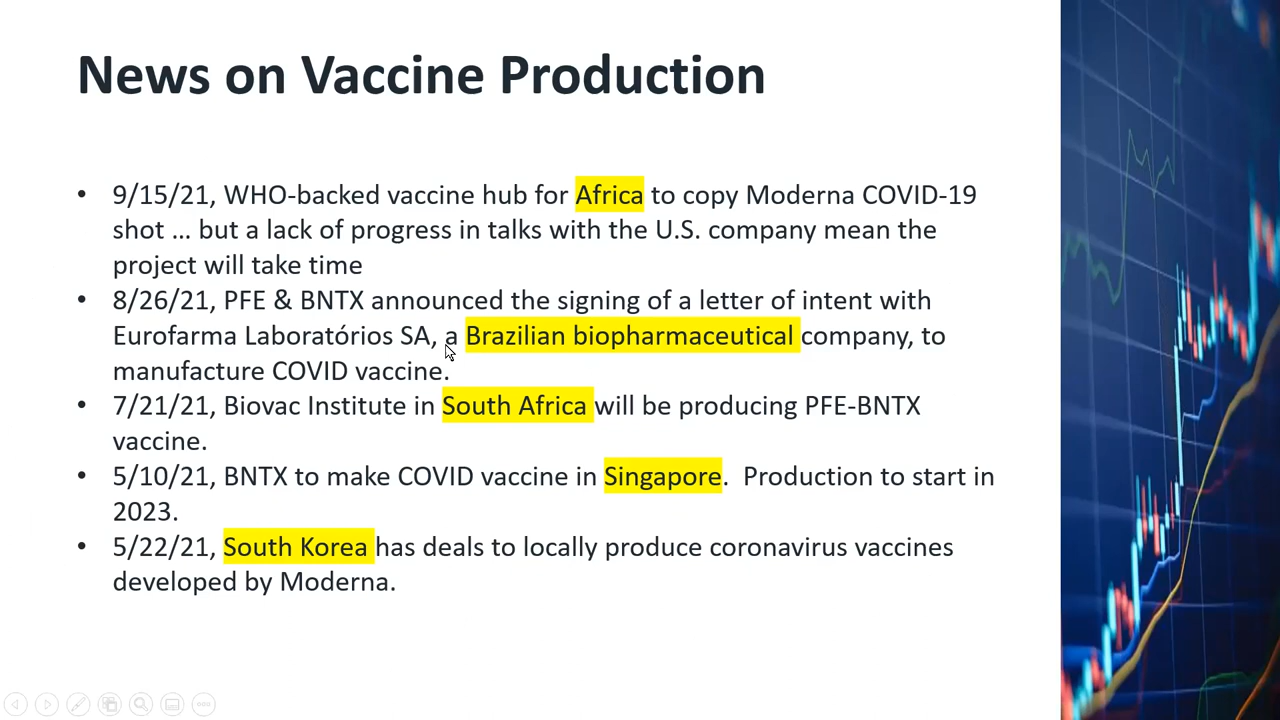 News on Vaccine Production
• 9/15/21, WHO-backed vaccine hub for Africa to copy Moderna COVID-19
shot … but a lack of progress in talks with the U.S. company mean the
project will take time
• 8/26/21, PFE & BNTX announced the signing of a letter of intent with
Eurofarma Laboratórios SA, a Brazilian biopharmaceutical company, to
manufacture COVID vaccine.
• 7/21/21, Biovac Institute in South Africa will be producing PFE-BNTX
vaccine.
• 5/10/21, BNTX to make COVID vaccine in Singapore.  Production to start in
2023.
• 5/22/21, South Korea has deals to locally produce coronavirus vaccines
developed by Moderna.